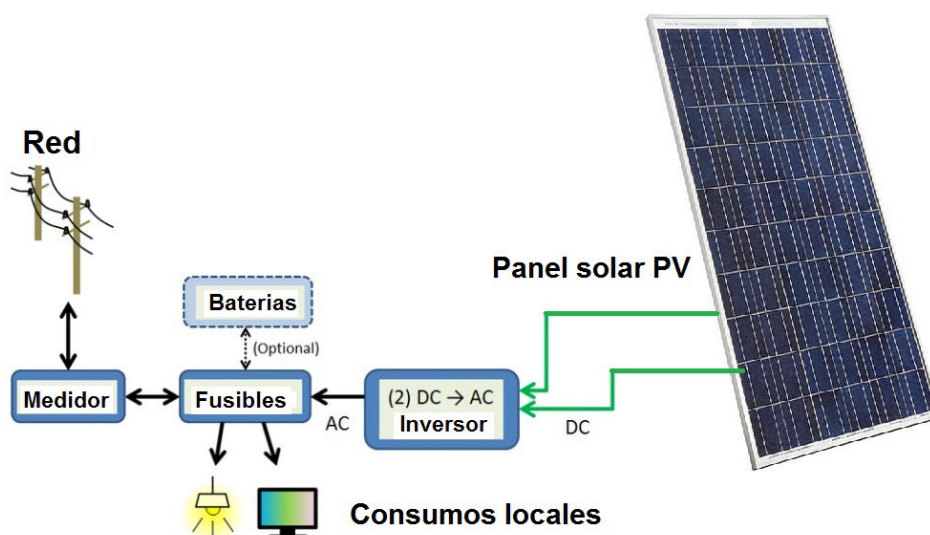 Red
Panel solar PV
Baterias
(Optional)
Medidor
Fusibles
AC
(2) DC → AC
Inversor
DC
Consumos locales